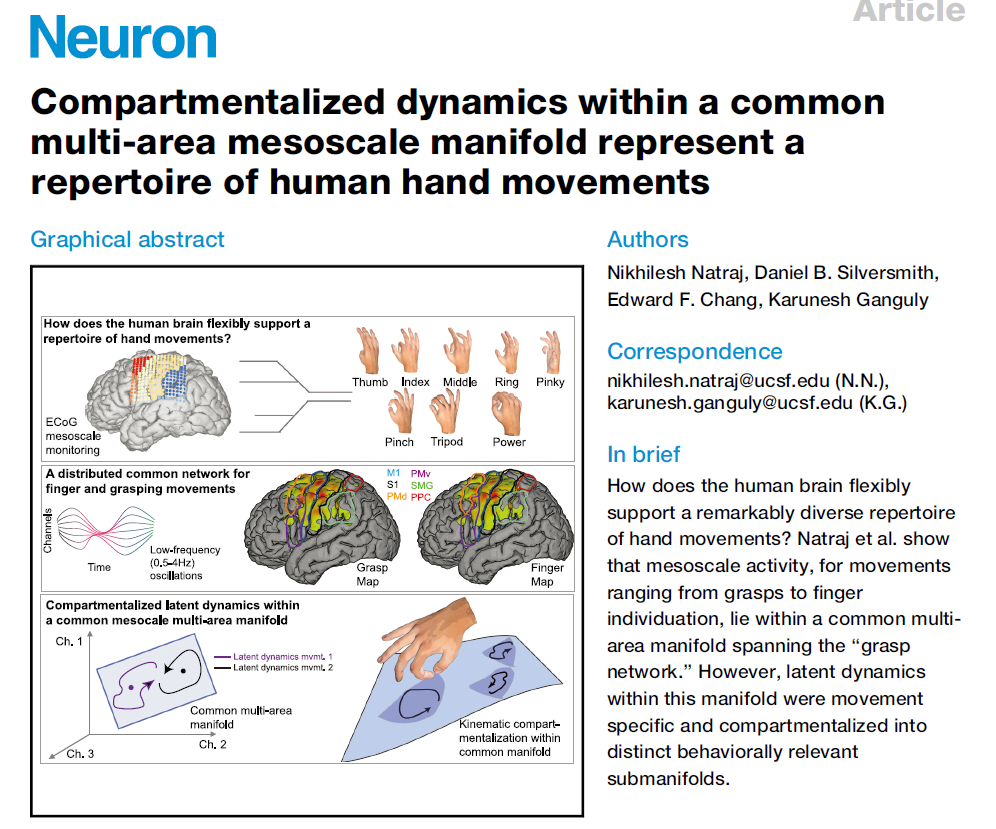 Article
Neuron
Compartmentalized dynamics within a common
multi-area mesoscale manifold represent a
repertoire of human hand movements
Graphical abstract
How does the human brain flexibly support a
repertoire of hand movements?
Thumb Index Middle Ring Pinky
ECoG
mesoscale
monitoring
Pinch Tripod Power
A distributed common network for
finger and grasping movements
M1 PMv
S1 SMG
PMd PPC
Channels
Time
Low-frequency
(0.5-4Hz)
oscillations
Grasp
Map
Finger
Map
Compartmentalized latent dynamics within
a common mesocale multi-area manifold
Ch. 1
Latent dynamics mvmt. 1
Latent dynamics mvmt. 2
Common multi-area
manifold
Ch. 2
Ch. 3
Kinematic compart-
mentalization within
common manifold
Authors
Nikhilesh Natraj, Daniel B. Silversmith,
Edward F. Chang, Karunesh Ganguly
Correspondence
nikhilesh.natraj@ucsf.edu (N.N.),
karunesh.ganguly@ucsf.edu (K.G.)
In brief
How does the human brain flexibly
support a remarkably diverse repertoire
of hand movements? Natraj et al. show
that mesoscale activity, for movements
ranging from grasps to finger
individuation, lie within a common multi-
area manifold spanning the “grasp
network.” However, latent dynamics
within this manifold were movement
specific and compartmentalized into
distinct behaviorally relevant
submanifolds.